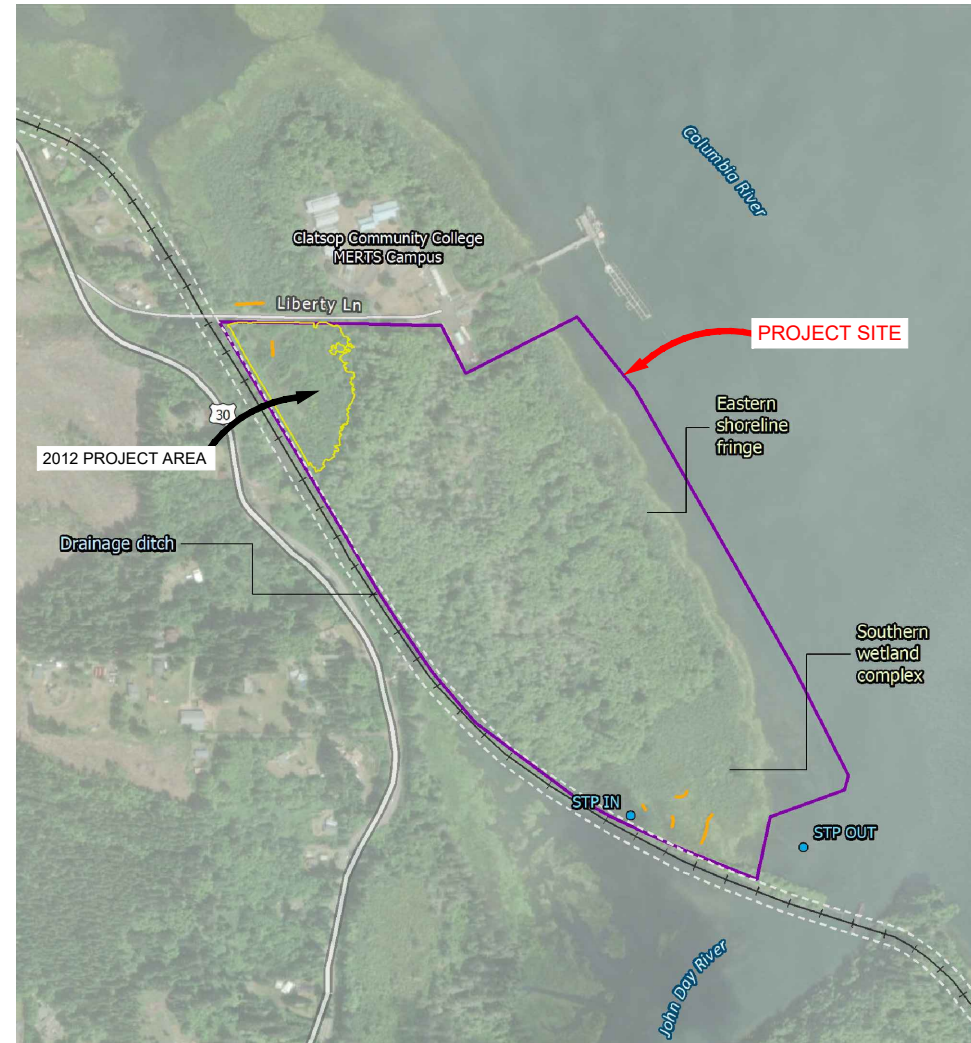 Columbia River
Clatsop Community College
MERTS Campus
Liberty Ln
PROJECT SITE
30
Eastern
shoreline
fringe
2012 PROJECT AREA
Drainage ditch
Southern
wetland
complex
STP IN
STP OUT
John Day River